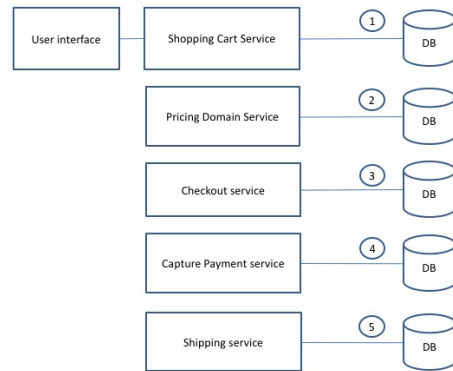 User interface
Shopping Cart Service
1
DB
Pricing Domain Service
2
DB
Checkout service
3
DB
Capture Payment service
4
DB
Shipping service
5
DB